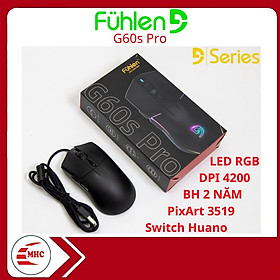 Fühlen
G60s Pro
D Series
Fühlen
G60s Pro
LED RGB
DPI 4200
BH 2 NĂM
PixArt 3519
Switch Huano
MHC